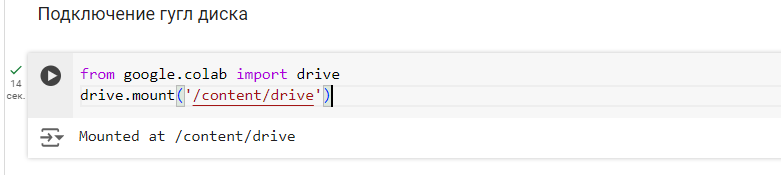 Подключение гугл диска
from google.colab import drive
14
сек.
drive.mount('/content/drive')
Mounted at /content/drive